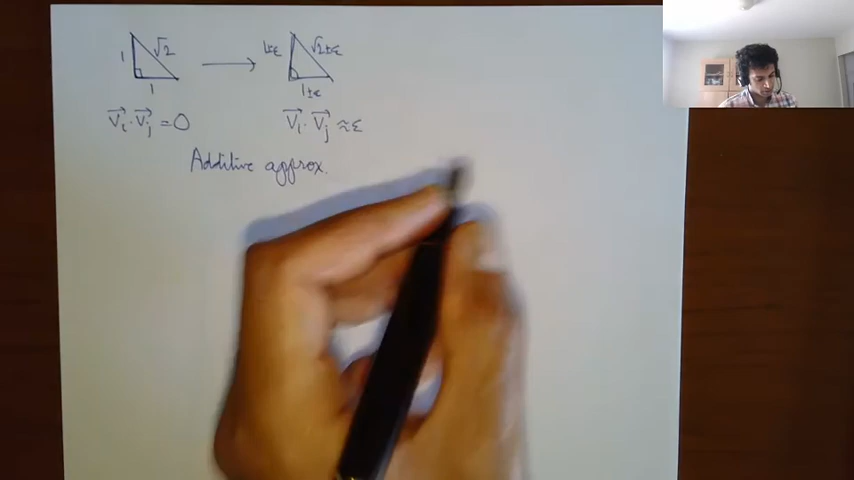 1 √2 → 1±ε √2±ε
1 1±ε
V⃗i · V⃗j = 0 V⃗i · V⃗j ≈ ε
Additive approx.